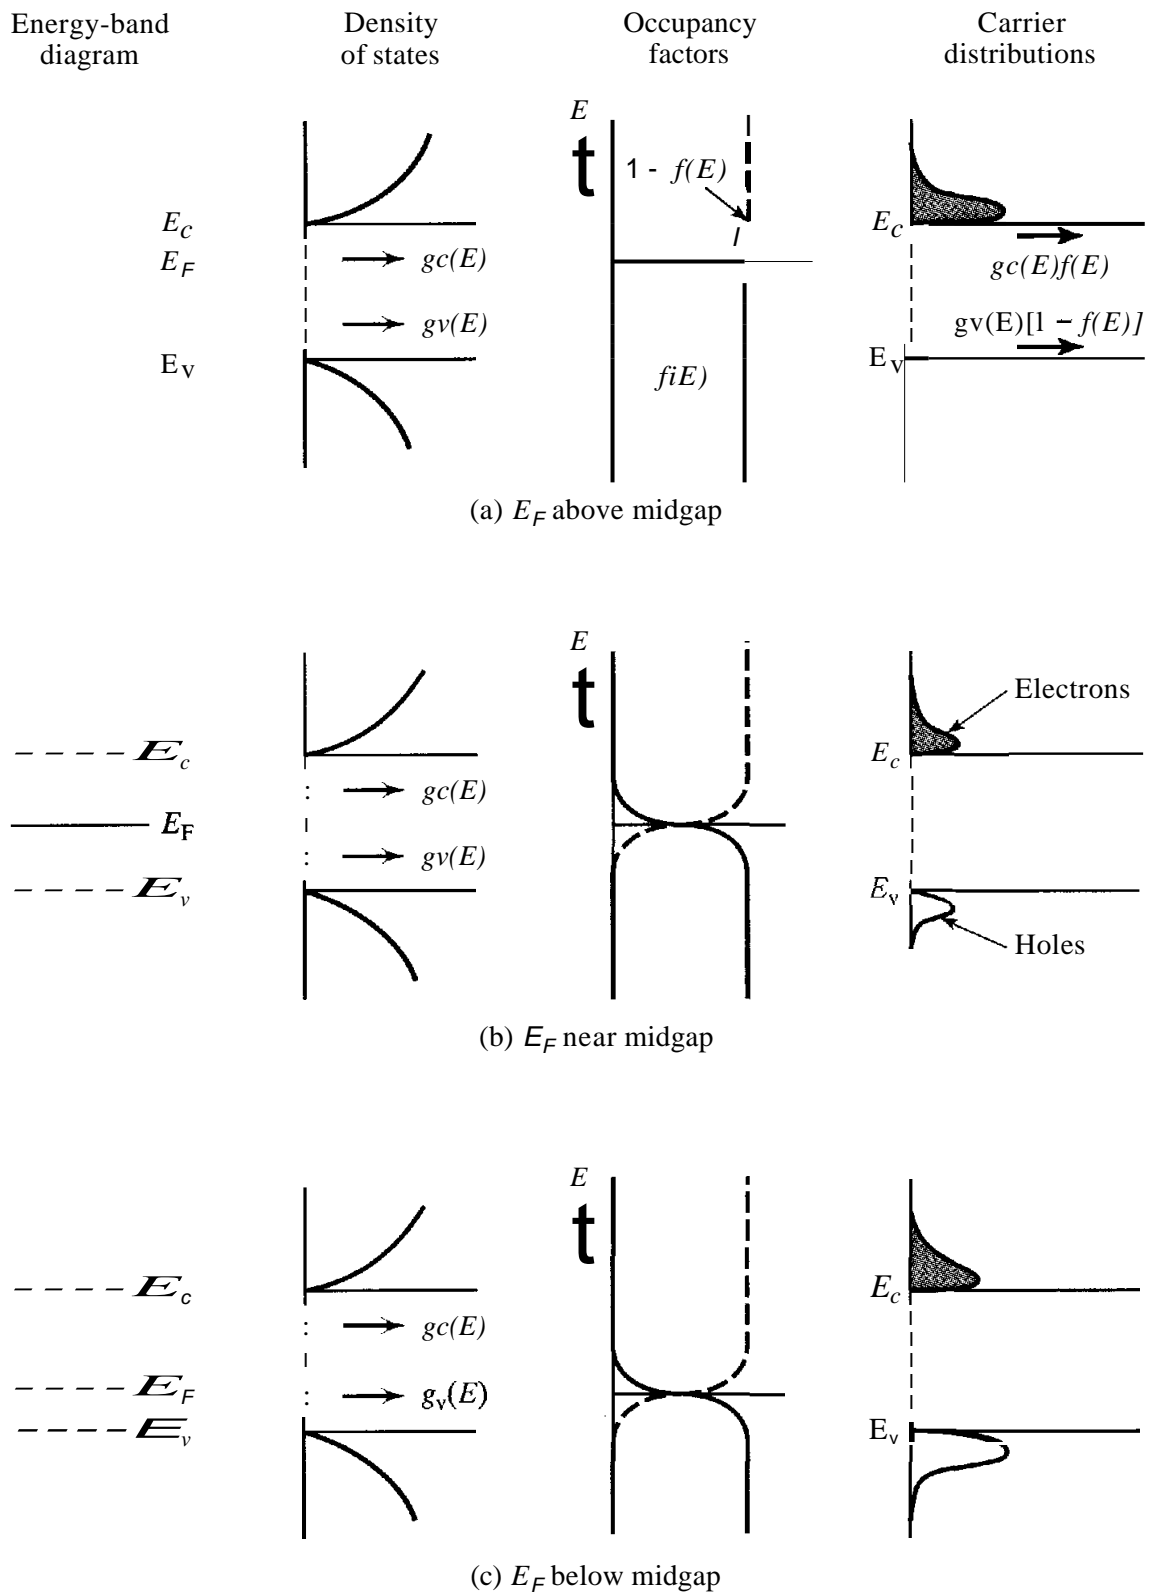 Energy-band
diagram
Density
of states
Occupancy
factors
Carrier
distributions
E
t
1 - f(E)
l
E_c
E_F
gc(E)
gv(E)
E_v
fiE)
E_c
gc(E)f(E)
gv(E)[1 - f(E)]
E_v
(a) E_F above midgap
E
t
E_c
gc(E)
E_F
gv(E)
E_v
Electrons
E_c
E_v
Holes
(b) E_F near midgap
E
t
E_c
gc(E)
E_F
g_v(E)
E_v
E_c
E_v
(c) E_F below midgap